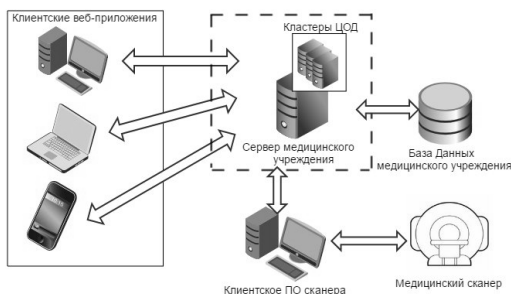 Клиентские веб-приложения
Кластеры ЦОД
Сервер медицинского
учреждения
База Данных
медицинского учреждения
Клиентское ПО сканера
Медицинский сканер